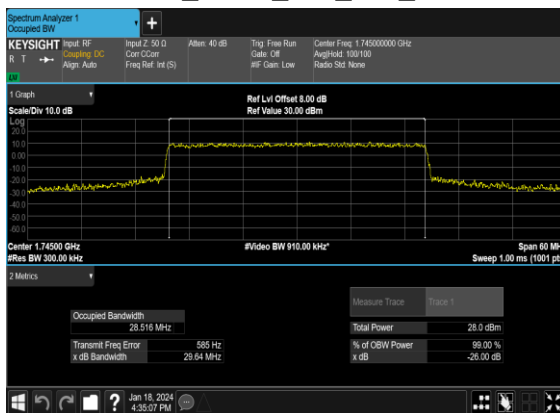 Spectrum Analyzer 1
Occupied BW
KEYSIGHT
R T
Input: RF
Coupling: DC
Align: Auto
Input Z: 50 Ω
Corr CCorr
Freq Ref: Int (S)
Atten: 40 dB
Trig: Free Run
Gate: Off
#IF Gain: Low
Center Freq: 1.745000000 GHz
Avg|Hold: 100/100
Radio Std: None
1 Graph
Scale/Div 10.0 dB
Ref Lvl Offset 8.00 dB
Ref Value 30.00 dBm
Log
20.0
10.0
0.00
-10.0
-20.0
-30.0
-40.0
-50.0
-60.0
Center 1.74500 GHz
#Res BW 300.00 kHz
#Video BW 910.00 kHz*
Span 60 MH
Sweep 1.00 ms (1001 pt
2 Metrics
Measure Trace Trace 1
Occupied Bandwidth
28.516 MHz
Total Power 28.0 dBm
Transmit Freq Error 585 Hz
% of OBW Power 99.00 %
x dB Bandwidth 29.64 MHz
x dB -26.00 dB
?
Jan 18, 2024
4:35:07 PM